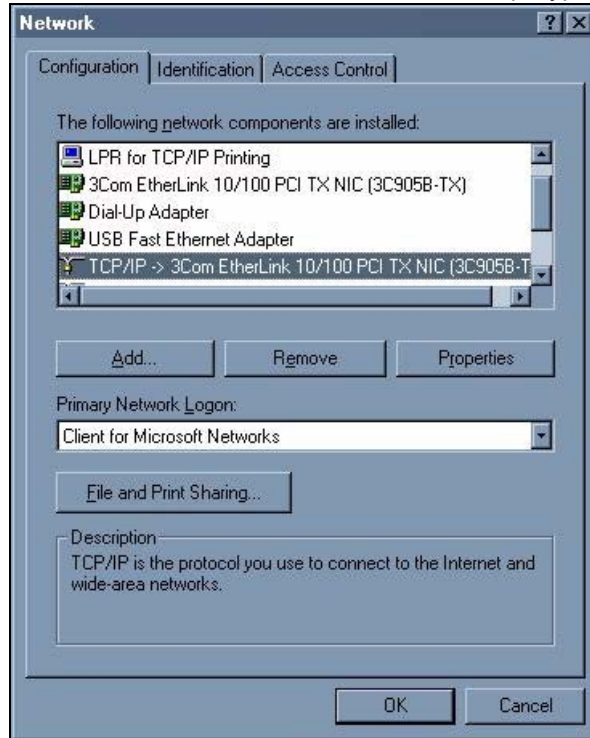 Network
Configuration Identification Access Control
The following network components are installed:
LPR for TCP/IP Printing
3Com EtherLink 10/100 PCI TX NIC (3C905B-TX)
Dial-Up Adapter
USB Fast Ethernet Adapter
TCP/IP -> 3Com EtherLink 10/100 PCI TX NIC (3C905B-T
Add... Remove Properties
Primary Network Logon:
Client for Microsoft Networks
File and Print Sharing...
Description
TCP/IP is the protocol you use to connect to the Internet and
wide-area networks.
OK Cancel